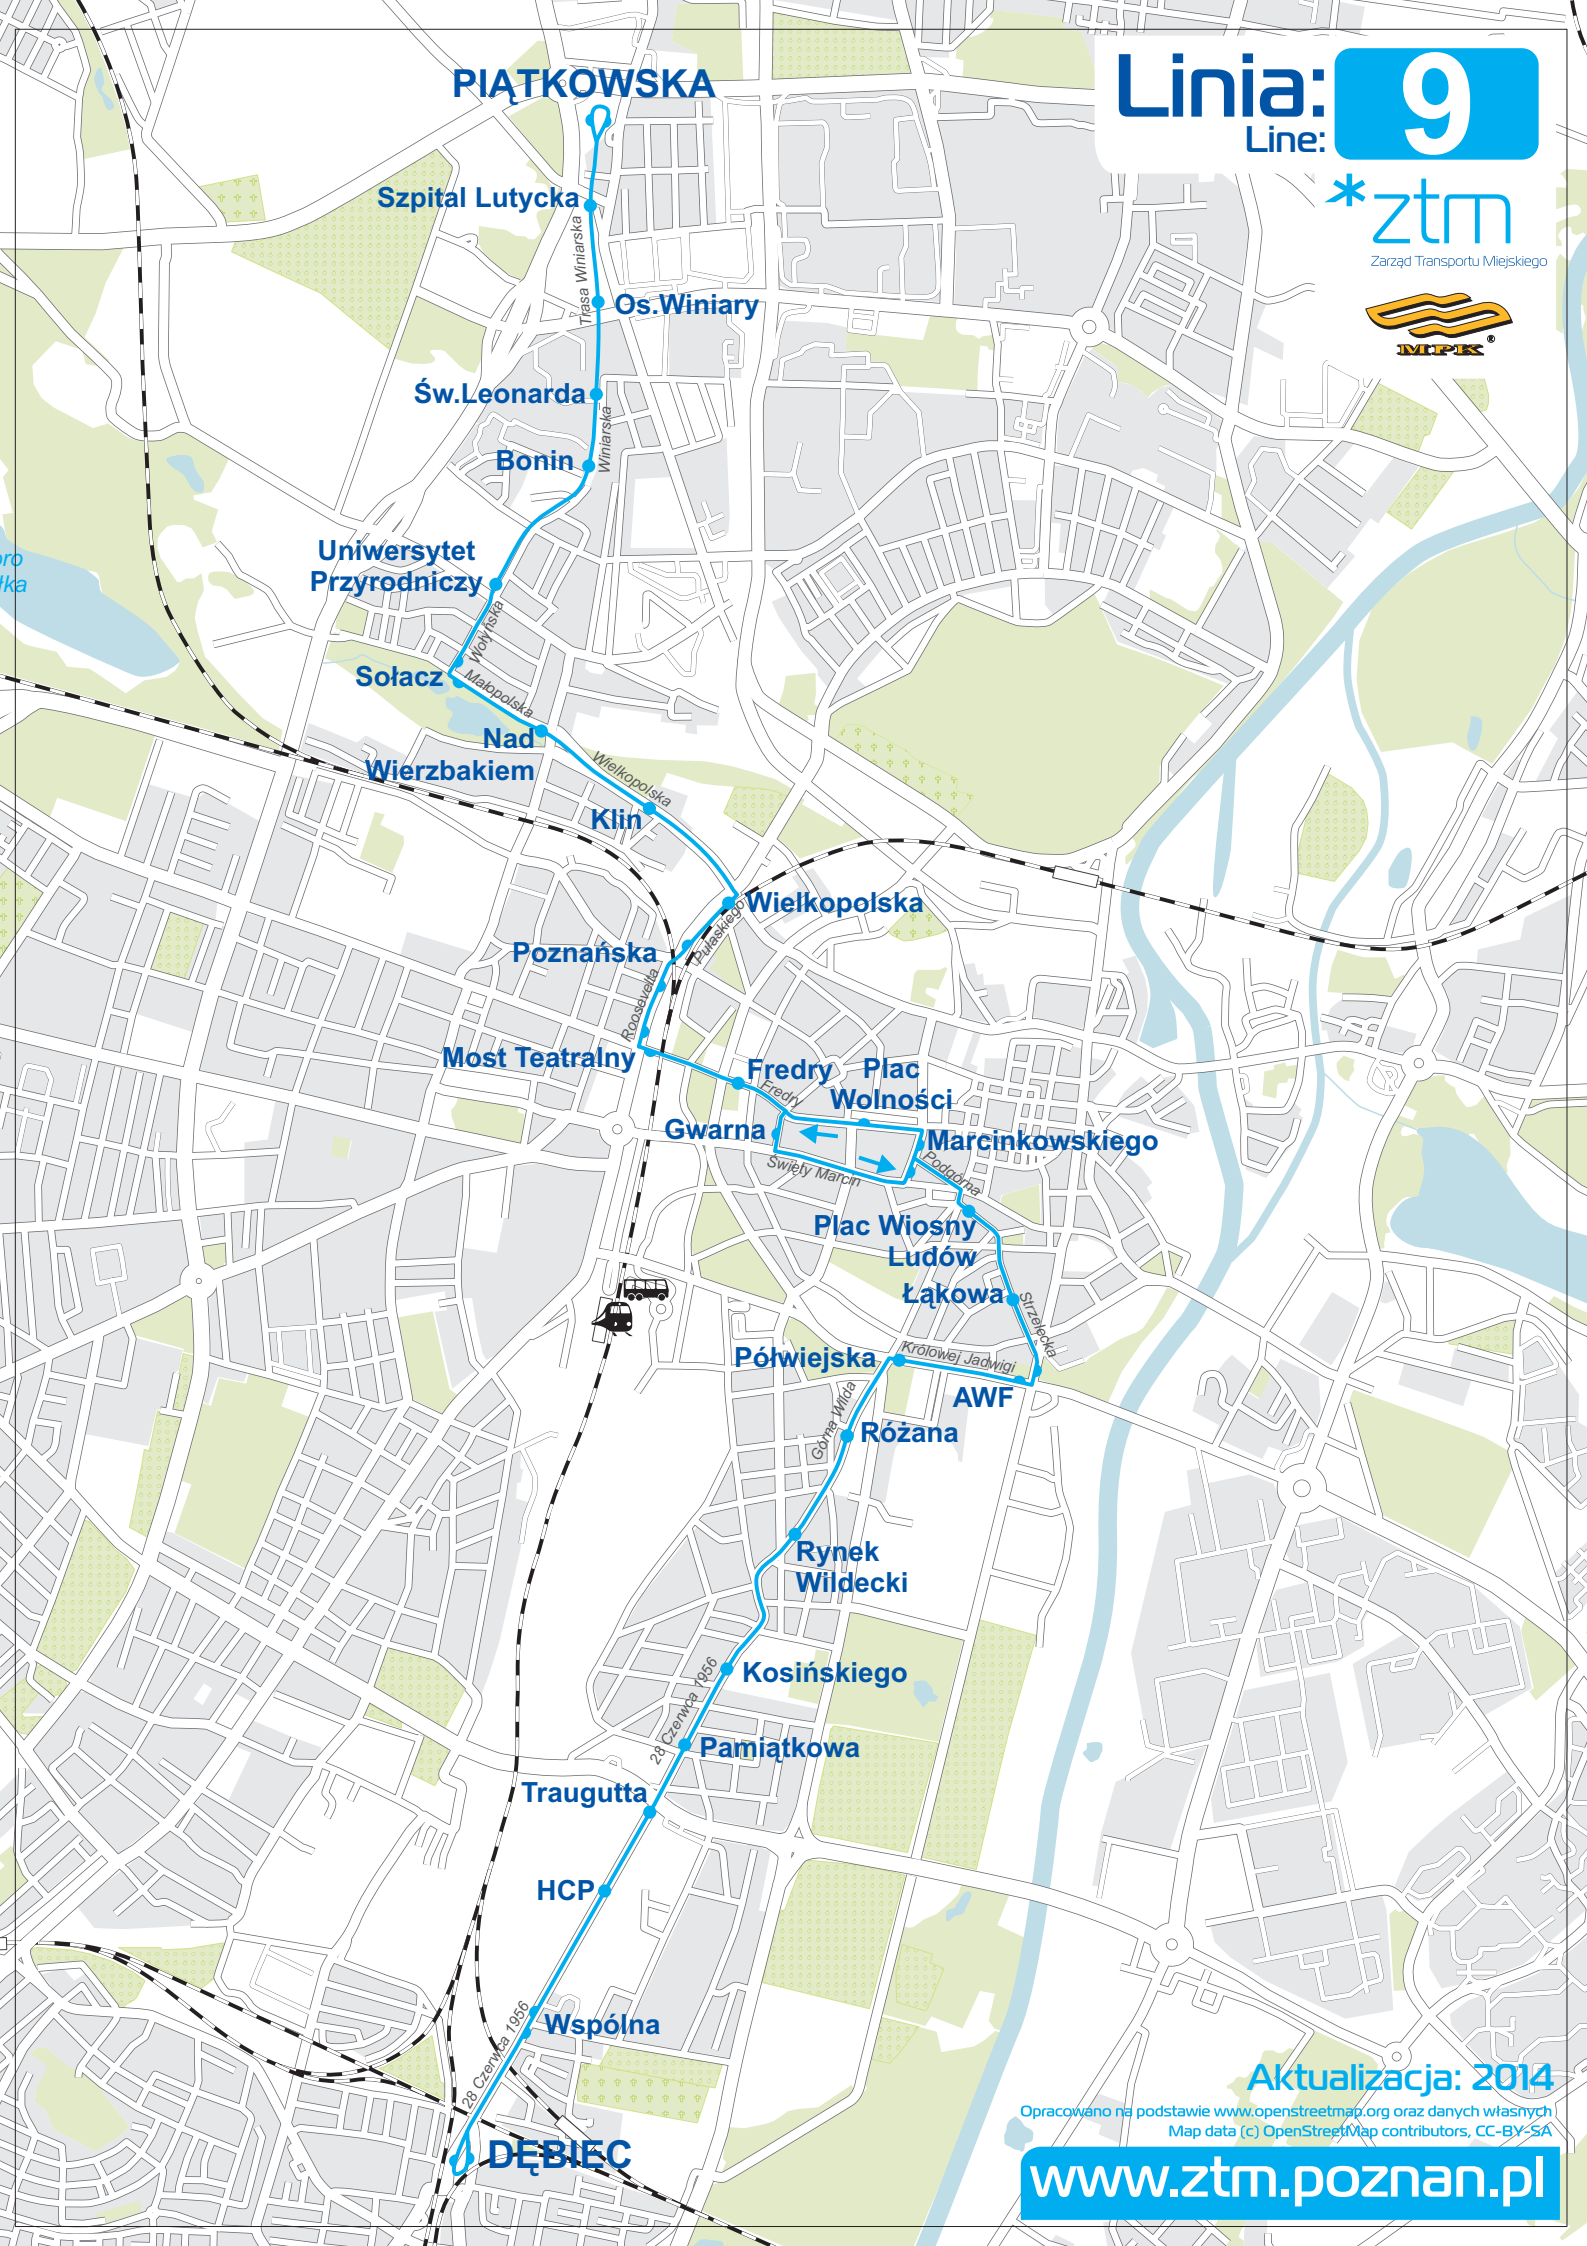 PIĄTKOWSKA
Linia:
Line:
9
ztm
Zarząd Transportu Miejskiego
MPK
®
Szpital Lutycka
Trasa Winiarska
Os.Winiary
Św.Leonarda
Winiarska
Bonin
Uniwersytet
Przyrodniczy
Wołyńska
Sołacz
Małopolska
Nad
Wierzbakiem
Wielkopolska
Klin
Wielkopolska
Pułaskiego
Poznańska
Roosevelta
Most Teatralny
Fredry
Fredry
Plac
Wolności
Gwarna
Marcinkowskiego
Święty Marcin
Podgórna
Plac Wiosny
Ludów
Łąkowa
Strzelecka
Półwiejska
Królowej Jadwigi
AWF
Górna Wilda
Różana
Rynek
Wildecki
Kosińskiego
28 Czerwca 1956
Pamiątkowa
Traugutta
HCP
Wspólna
28 Czerwca 1956
DĘBIEC
Aktualizacja: 2014
Opracowano na podstawie www.openstreetmap.org oraz danych własnych
Map data (c) OpenStreetMap contributors, CC-BY-SA
www.ztm.poznan.pl